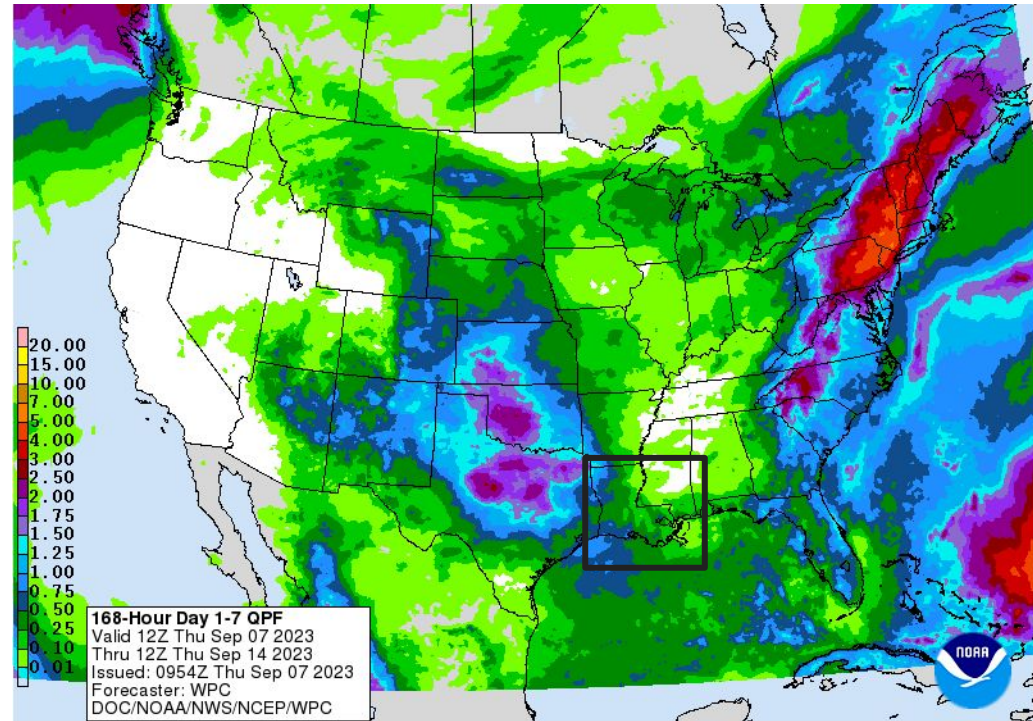 20.00
15.00
10.00
7.00
5.00
4.00
3.00
2.50
2.00
1.75
1.50
1.25
1.00
0.75
0.50
0.25
0.10
0.01
168-Hour Day 1-7 QPF
Valid 12Z Thu Sep 07 2023
Thru 12Z Thu Sep 14 2023
Issued: 0954Z Thu Sep 07 2023
Forecaster: WPC
DOC/NOAA/NWS/NCEP/WPC
NOAA